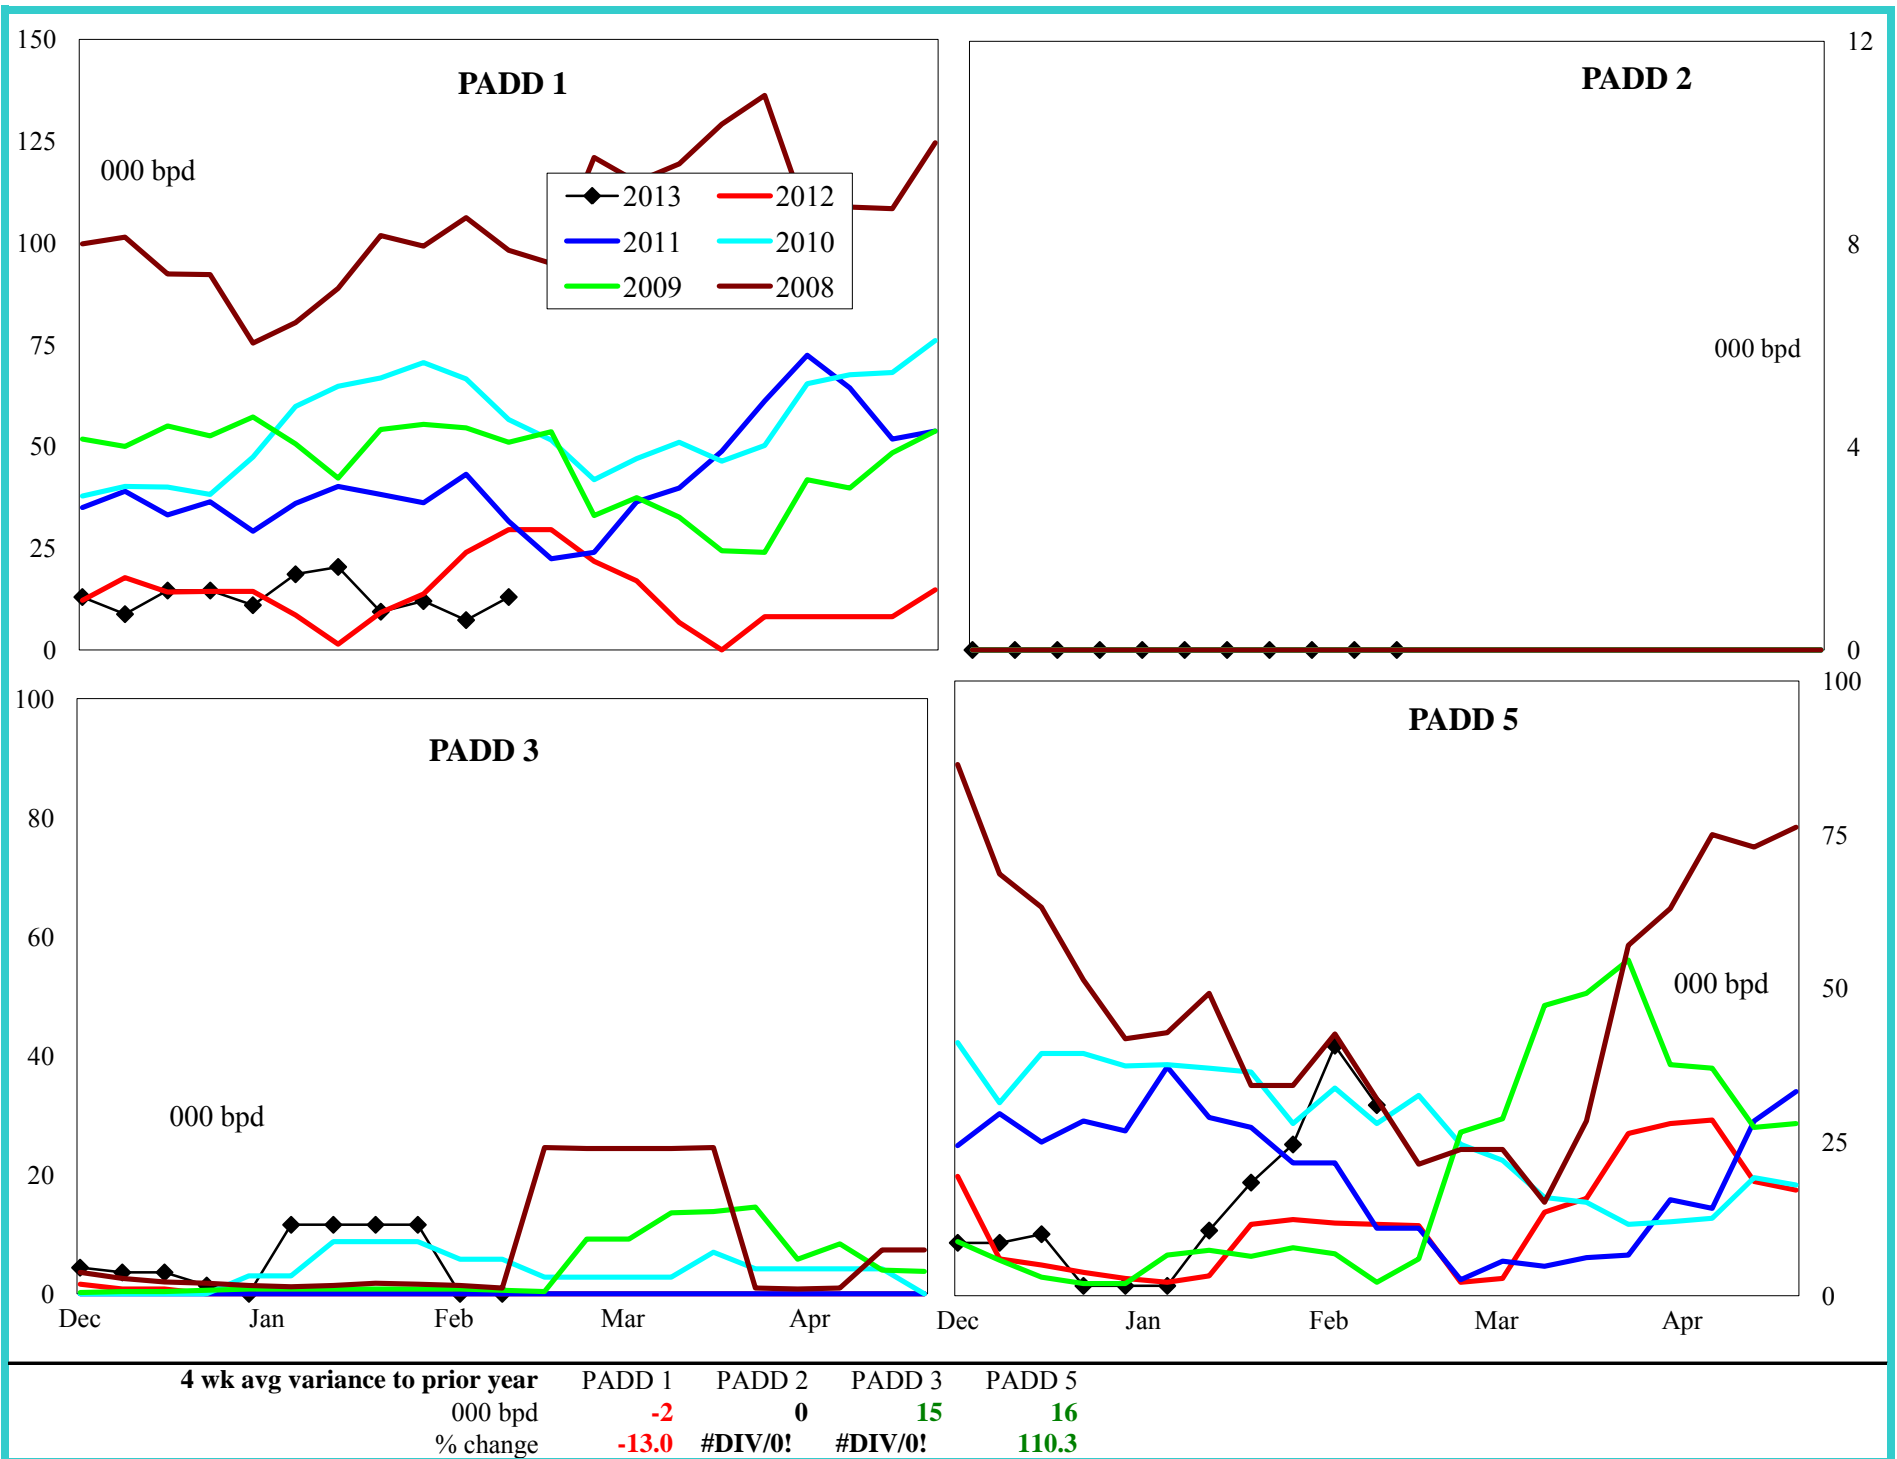 PADD 1
150
125
100
75
50
25
0
000 bpd
2013 2012
2011 2010
2009 2008
PADD 2
12
8
4
0
000 bpd
PADD 3
100
80
60
40
20
0
000 bpd
Dec Jan Feb Mar Apr
PADD 5
100
75
50
25
0
000 bpd
Dec Jan Feb Mar Apr
4 wk avg variance to prior year PADD 1 PADD 2 PADD 3 PADD 5
000 bpd -2 0 15 16
% change -13.0 #DIV/0! #DIV/0! 110.3